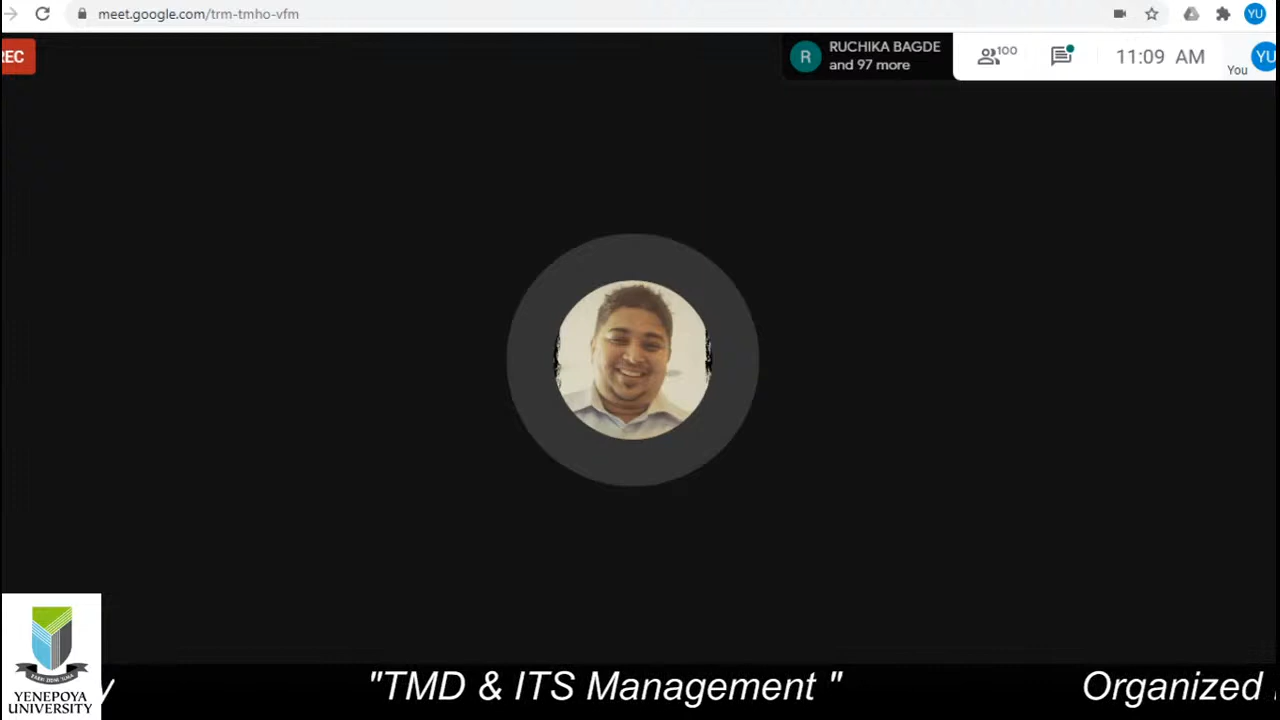 meet.google.com/trm-tmho-vfm
YU
REC
R
RUCHIKA BAGDE
and 97 more
100
11:09 AM
You
YU
YENEPOYA
UNIVERSITY
y
"TMD & ITS Management "
Organized